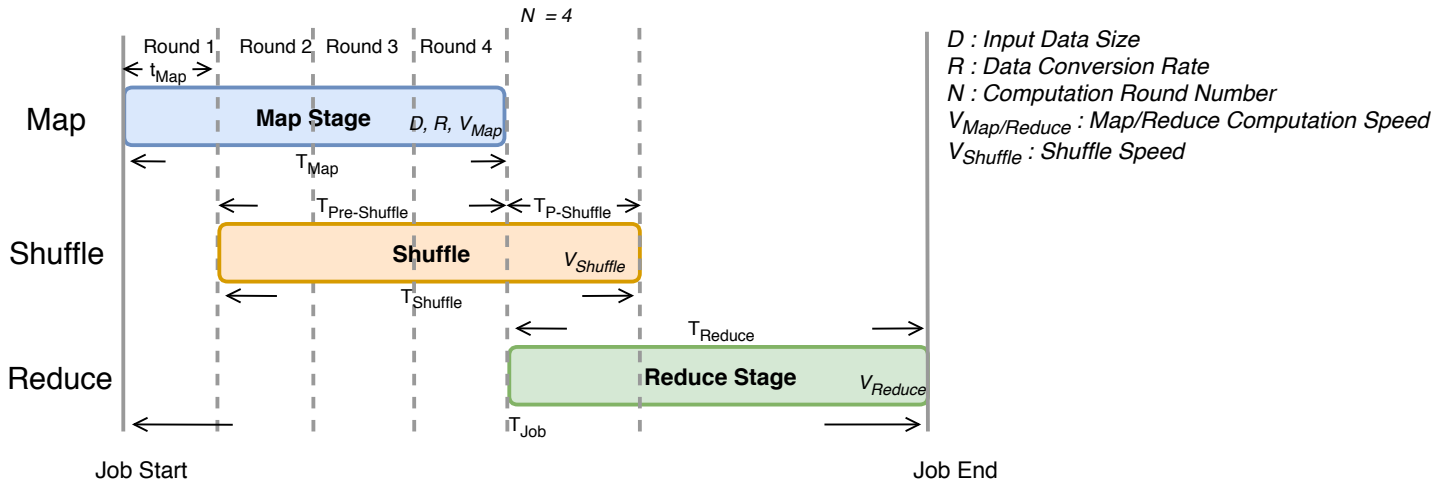 N = 4
Round 1 Round 2 Round 3 Round 4
t_Map
Map
Map Stage
D, R, V_Map
T_Map
T_Pre-Shuffle
T_P-Shuffle
Shuffle
Shuffle
V_Shuffle
T_Shuffle
T_Reduce
Reduce
Reduce Stage
V_Reduce
T_Job
Job Start
Job End
D : Input Data Size
R : Data Conversion Rate
N : Computation Round Number
V_Map/Reduce : Map/Reduce Computation Speed
V_Shuffle : Shuffle Speed